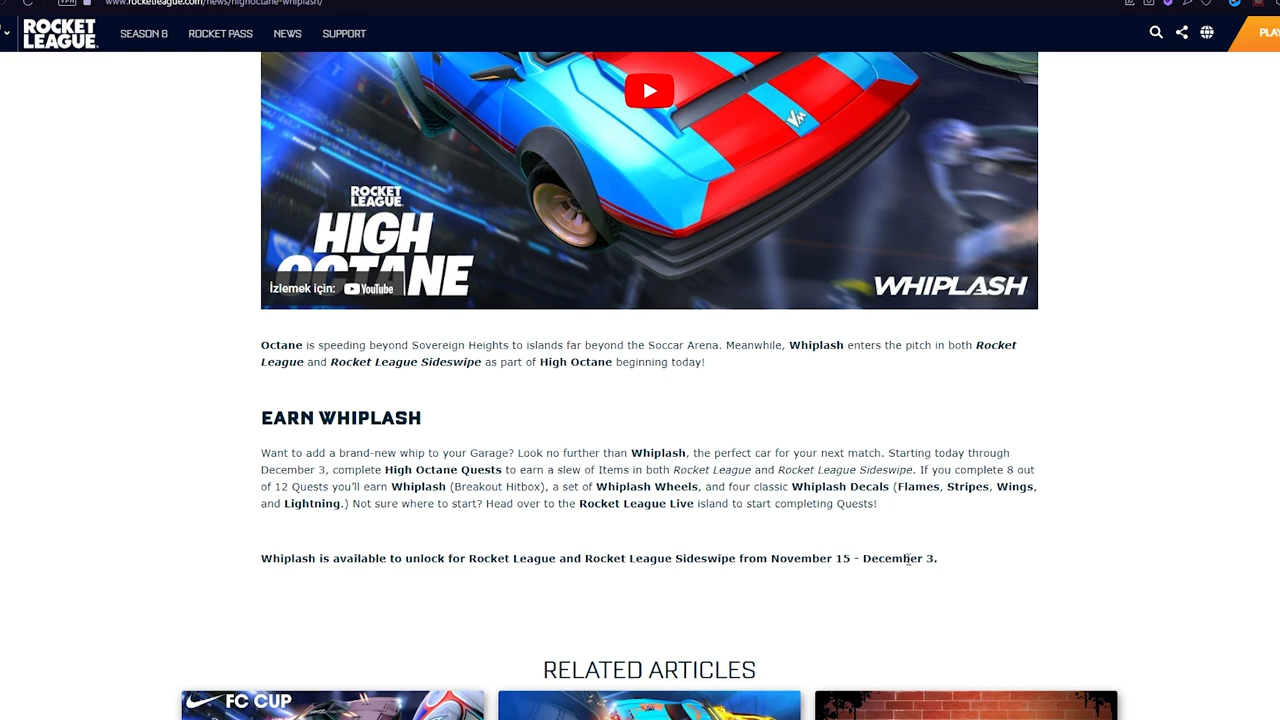 www.rocketleague.com/news/highoctane-whiplash/
ROCKET
LEAGUE
SEASON 8 ROCKET PASS NEWS SUPPORT
PLAY
VM
ROCKET
LEAGUE
HIGH
OCTANE
İzlemek için: YouTube
WHIPLASH
Octane is speeding beyond Sovereign Heights to islands far beyond the Soccar Arena. Meanwhile, Whiplash enters the pitch in both Rocket
League and Rocket League Sideswipe as part of High Octane beginning today!
EARN WHIPLASH
Want to add a brand-new whip to your Garage? Look no further than Whiplash, the perfect car for your next match. Starting today through
December 3, complete High Octane Quests to earn a slew of Items in both Rocket League and Rocket League Sideswipe. If you complete 8 out
of 12 Quests you’ll earn Whiplash (Breakout Hitbox), a set of Whiplash Wheels, and four classic Whiplash Decals (Flames, Stripes, Wings,
and Lightning.) Not sure where to start? Head over to the Rocket League Live island to start completing Quests!
Whiplash is available to unlock for Rocket League and Rocket League Sideswipe from November 15 - December 3.
RELATED ARTICLES
FC CUP